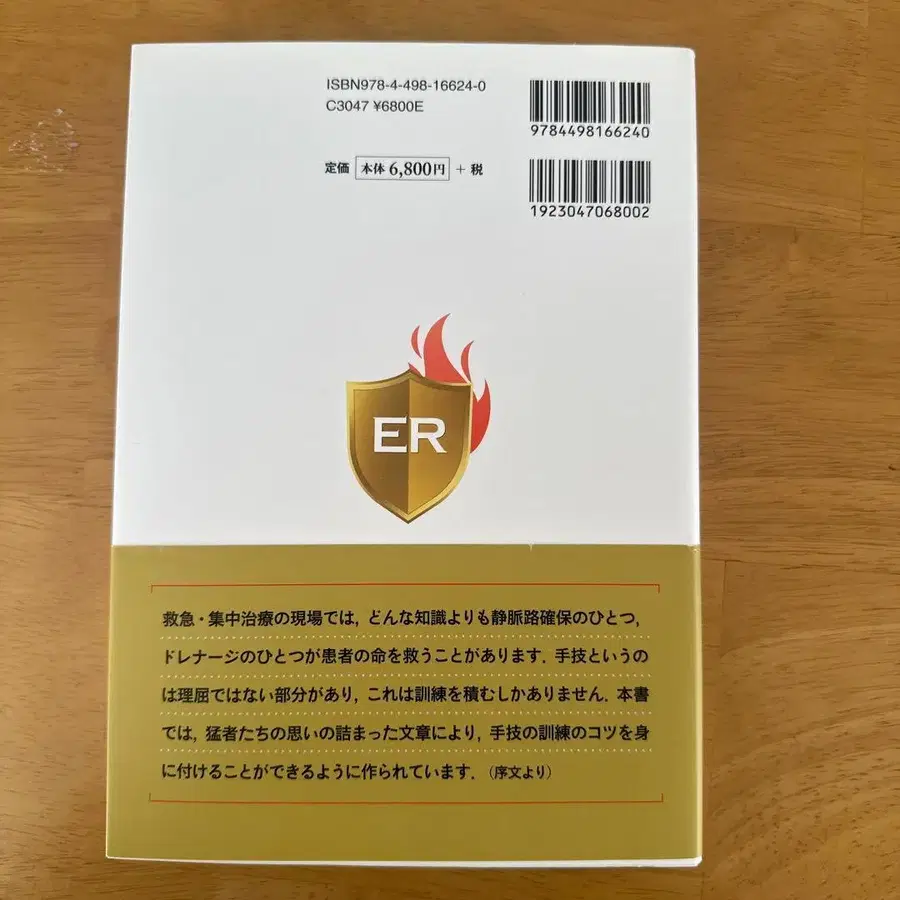 ISBN978-4-498-16624-0
C3047 ¥6800E
9784498166240
定価 本体 6,800円 + 税
1923047068002
ER
救急・集中治療の現場では，どんな知識よりも静脈路確保のひとつ，
ドレナージのひとつが患者の命を救うことがあります．手技というの
は理屈ではない部分があり，これは訓練を積むしかありません．本書
では，猛者たちの思いの詰まった文章により，手技の訓練のコツを身
に付けることができるように作られています．（序文より）